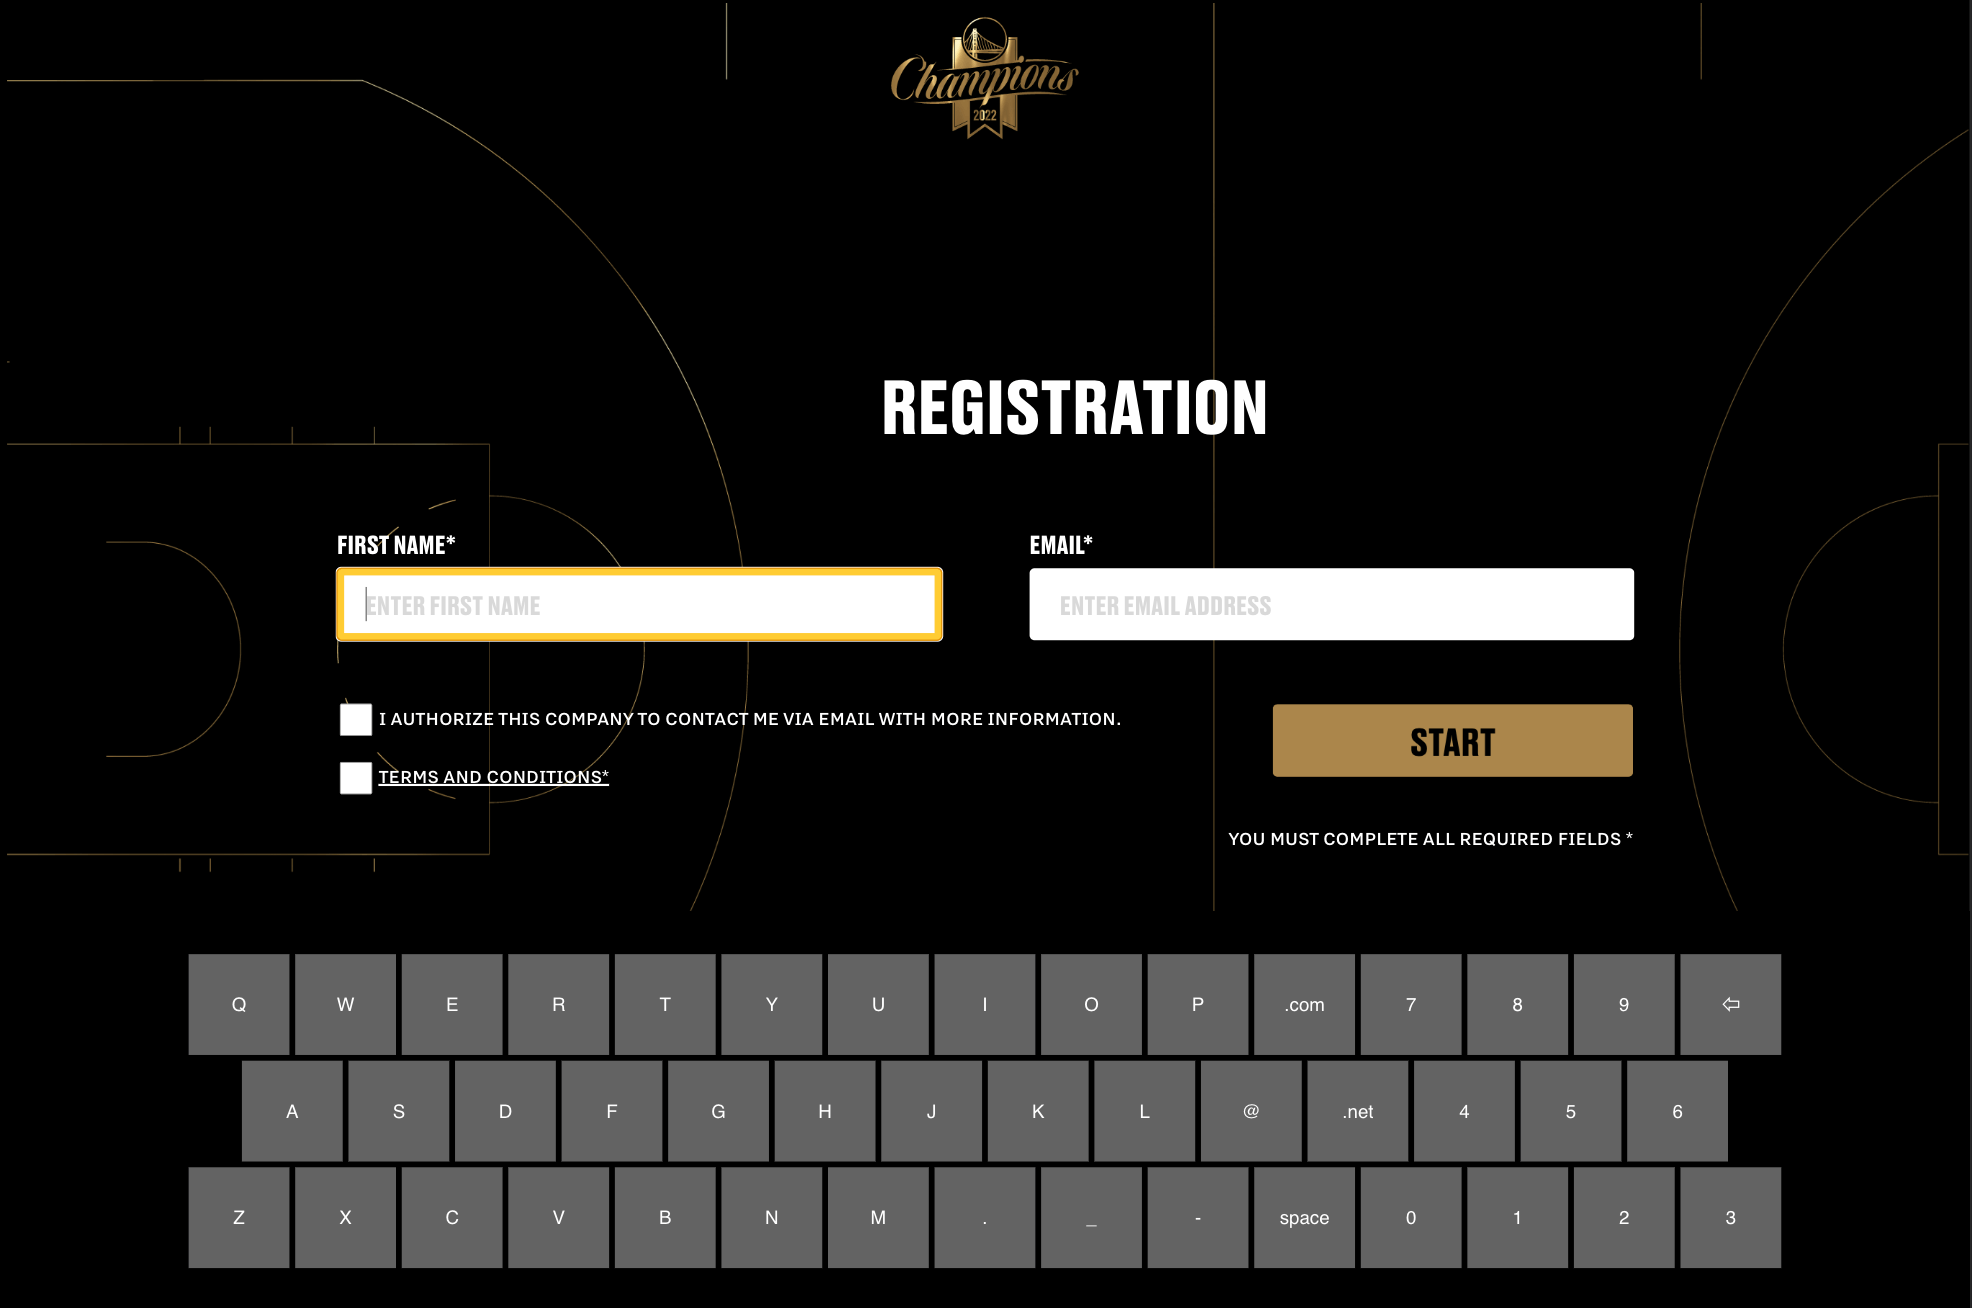 Champions
2022
REGISTRATION
FIRST NAME*
EMAIL*
ENTER FIRST NAME
ENTER EMAIL ADDRESS
I AUTHORIZE THIS COMPANY TO CONTACT ME VIA EMAIL WITH MORE INFORMATION.
START
TERMS AND CONDITIONS*
YOU MUST COMPLETE ALL REQUIRED FIELDS *
Q W E R T Y U I O P .com 7 8 9 ⇦
A S D F G H J K L @ .net 4 5 6
Z X C V B N M . _ - space 0 1 2 3